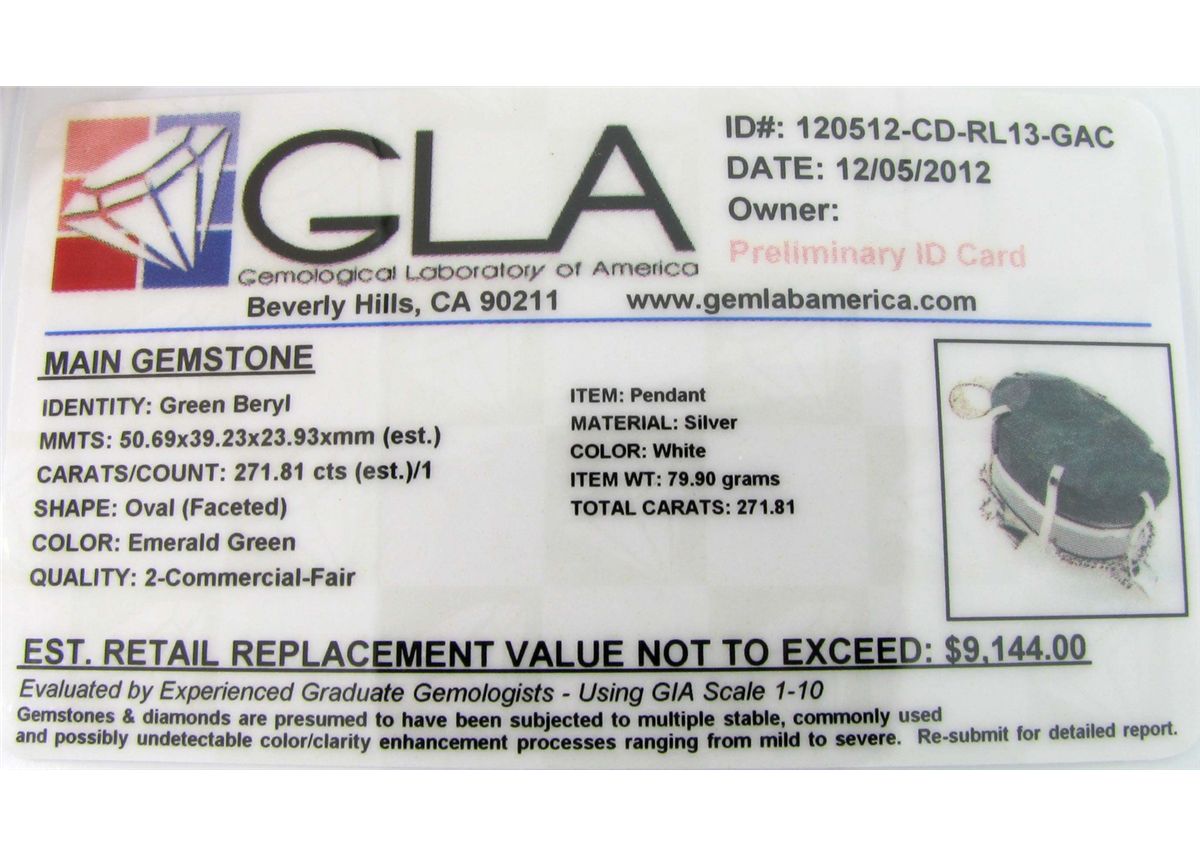 GLA
Gemological Laboratory of America
Beverly Hills, CA 90211 www.gemlabamerica.com
ID#: 120512-CD-RL13-GAC
DATE: 12/05/2012
Owner:
Preliminary ID Card
MAIN GEMSTONE
IDENTITY: Green Beryl
MMTS: 50.69x39.23x23.93xmm (est.)
CARATS/COUNT: 271.81 cts (est.)/1
SHAPE: Oval (Faceted)
COLOR: Emerald Green
QUALITY: 2-Commercial-Fair
ITEM: Pendant
MATERIAL: Silver
COLOR: White
ITEM WT: 79.90 grams
TOTAL CARATS: 271.81
EST. RETAIL REPLACEMENT VALUE NOT TO EXCEED: $9,144.00
Evaluated by Experienced Graduate Gemologists - Using GIA Scale 1-10
Gemstones & diamonds are presumed to have been subjected to multiple stable, commonly used
and possibly undetectable color/clarity enhancement processes ranging from mild to severe. Re-submit for detailed report.